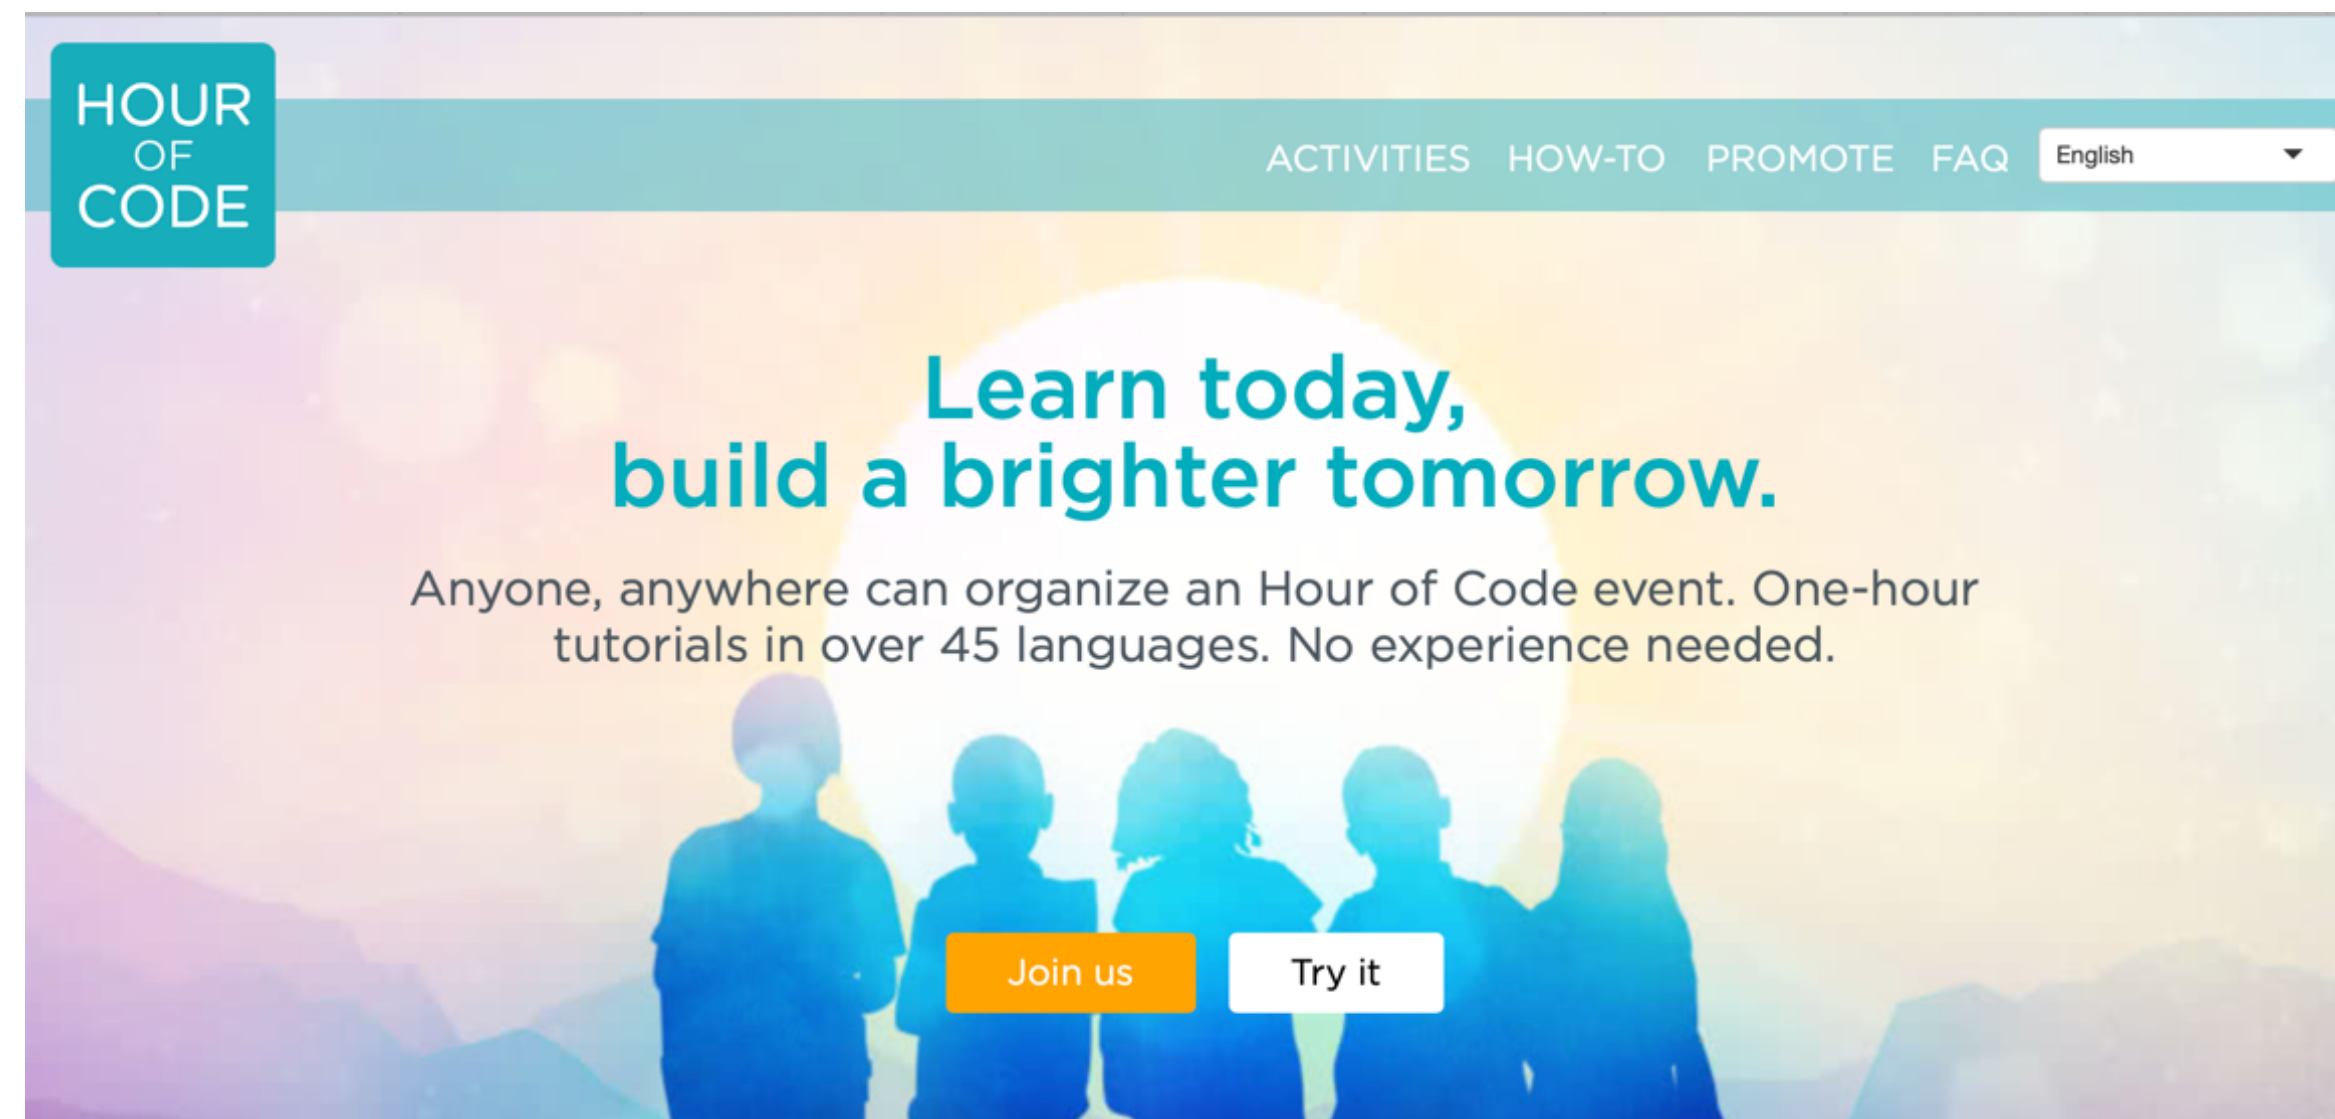 HOUR
OF
CODE
ACTIVITIES HOW-TO PROMOTE FAQ English
Learn today,
build a brighter tomorrow.
Anyone, anywhere can organize an Hour of Code event. One-hour
tutorials in over 45 languages. No experience needed.
Join us Try it